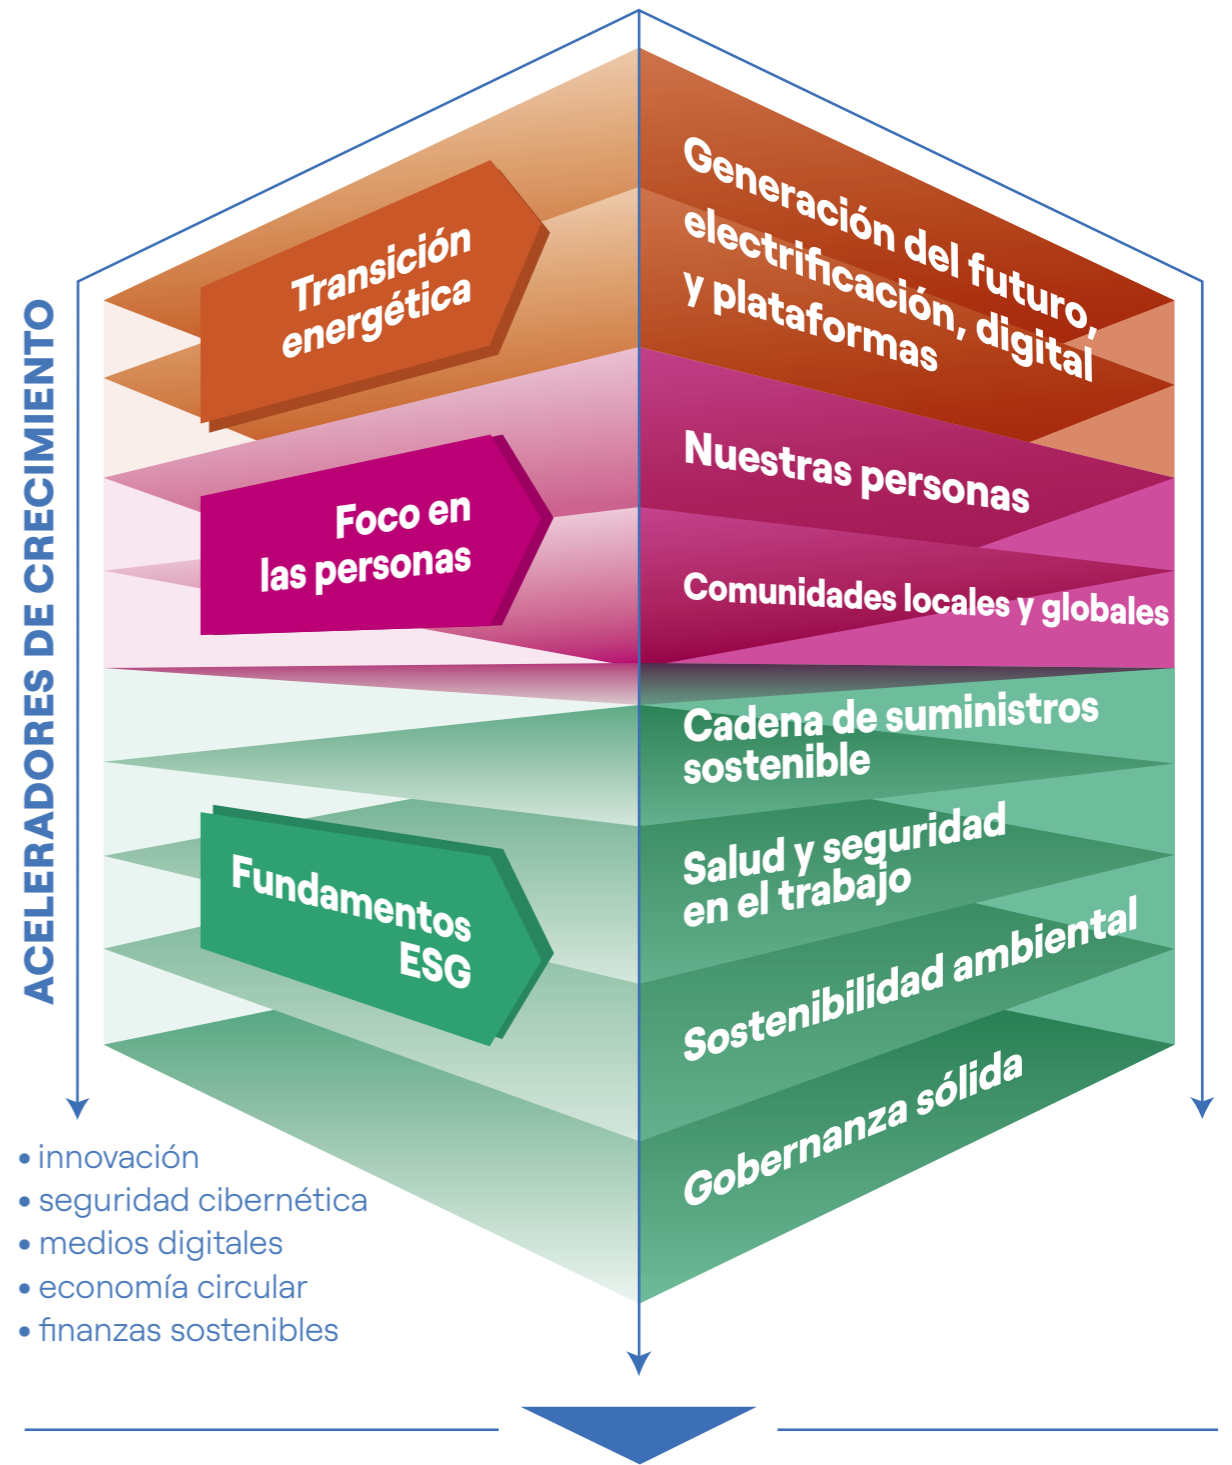 ACELERADORES DE CRECIMIENTO
Transición
energética
Generación del futuro,
electrificación, digital
y plataformas
Foco en
las personas
Nuestras personas
Comunidades locales y globales
Fundamentos
ESG
Cadena de suministros
sostenible
Salud y seguridad
en el trabajo
Sostenibilidad ambiental
Gobernanza sólida
• innovación
• seguridad cibernética
• medios digitales
• economía circular
• finanzas sostenibles